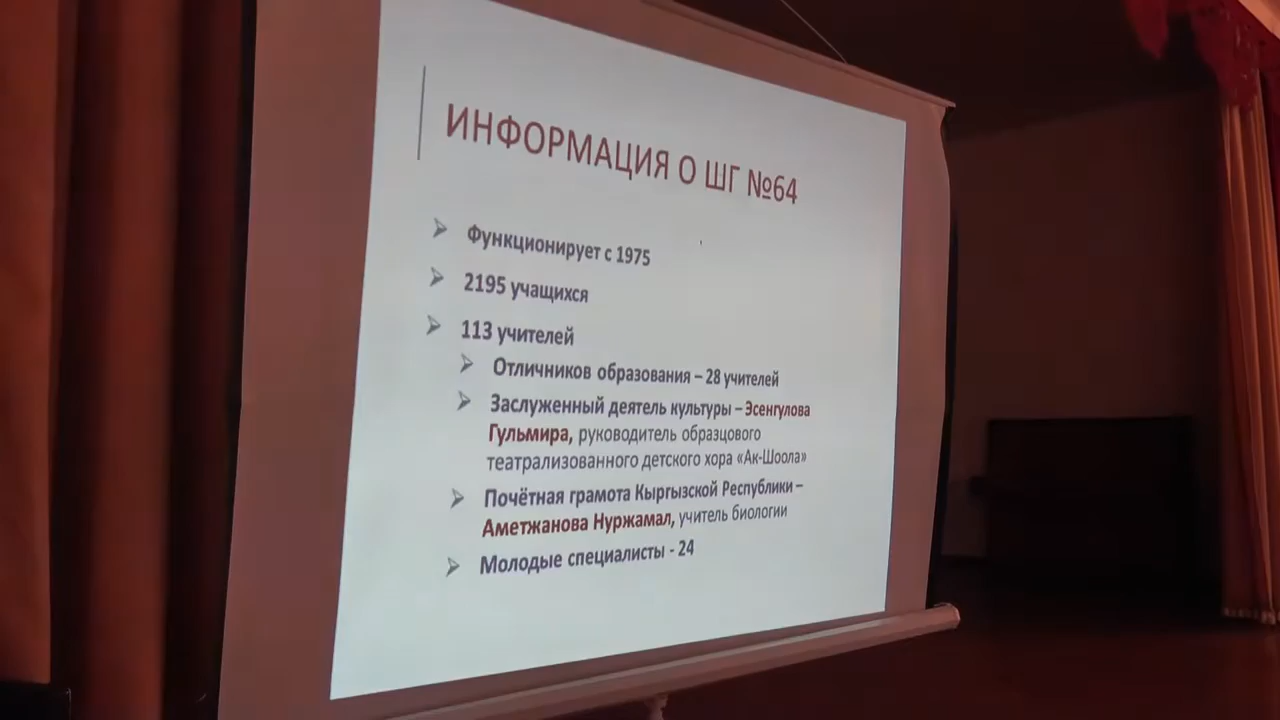 ИНФОРМАЦИЯ О ШГ №64
Функционирует с 1975
2195 учащихся
113 учителей
Отличников образования – 28 учителей
Заслуженный деятель культуры – Эсенгулова
Гульмира, руководитель образцового
театрализованного детского хора «Ак-Шоола»
Почётная грамота Кыргызской Республики –
Аметжанова Нуржамал, учитель биологии
Молодые специалисты - 24